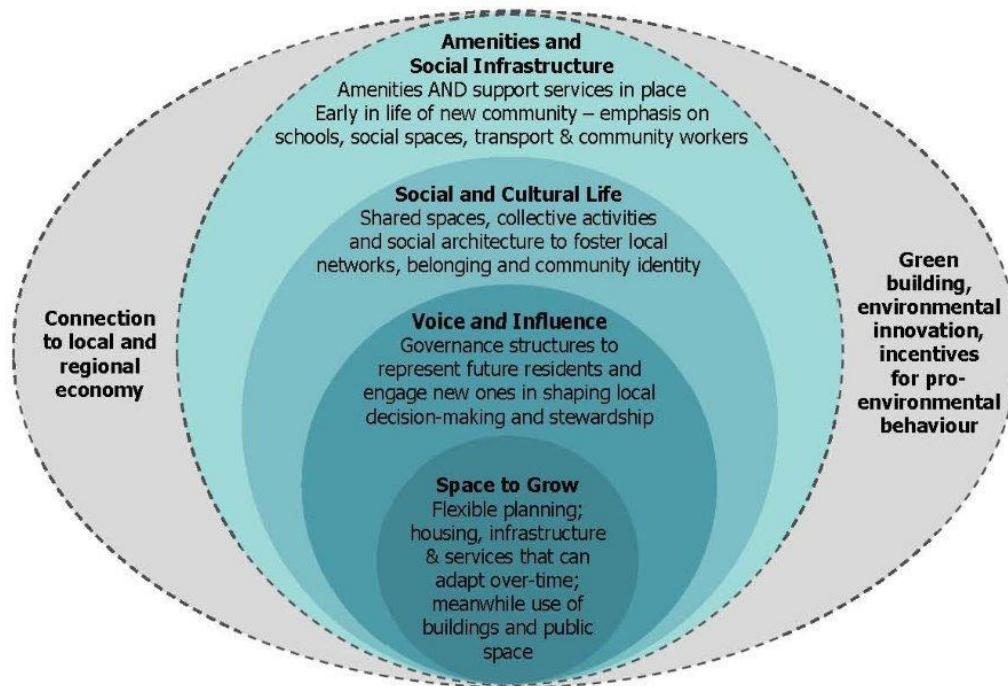 Amenities and
Social Infrastructure
Amenities AND support services in place
Early in life of new community – emphasis on
schools, social spaces, transport & community workers
Social and Cultural Life
Shared spaces, collective activities
and social architecture to foster local
networks, belonging and community identity
Voice and Influence
Governance structures to
represent future residents and
engage new ones in shaping local
decision-making and stewardship
Space to Grow
Flexible planning;
housing, infrastructure
& services that can
adapt over-time;
meanwhile use of
buildings and public
space
Connection
to local and
regional
economy
Green
building,
environmental
innovation,
incentives
for pro-
environmental
behaviour